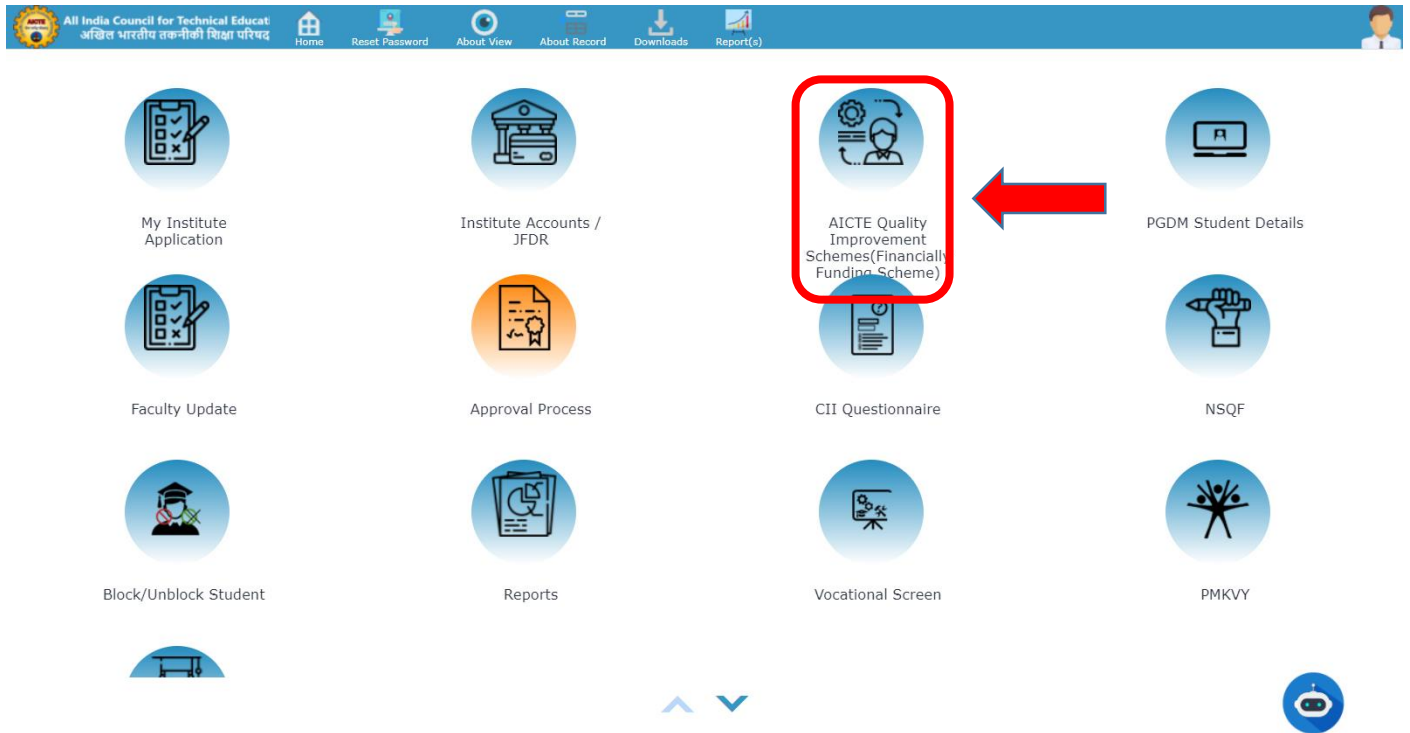 All India Council for Technical Educati
अखिल भारतीय तकनीकी शिक्षा परिषद
Home
Reset Password
About View
About Record
Downloads
Report(s)
My Institute
Application
Institute Accounts /
JFDR
AICTE Quality
Improvement
Schemes(Financially
Funding Scheme)
PGDM Student Details
Faculty Update
Approval Process
CII Questionnaire
NSQF
Block/Unblock Student
Reports
Vocational Screen
PMKVY